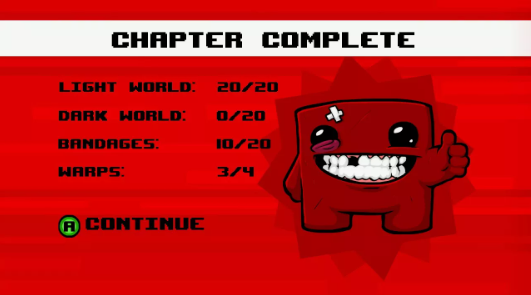 CHAPTER COMPLETE
LIGHT WORLD: 20/20
DARK WORLD: 0/20
BANDAGES: 10/20
WARPS: 3/4
A CONTINUE